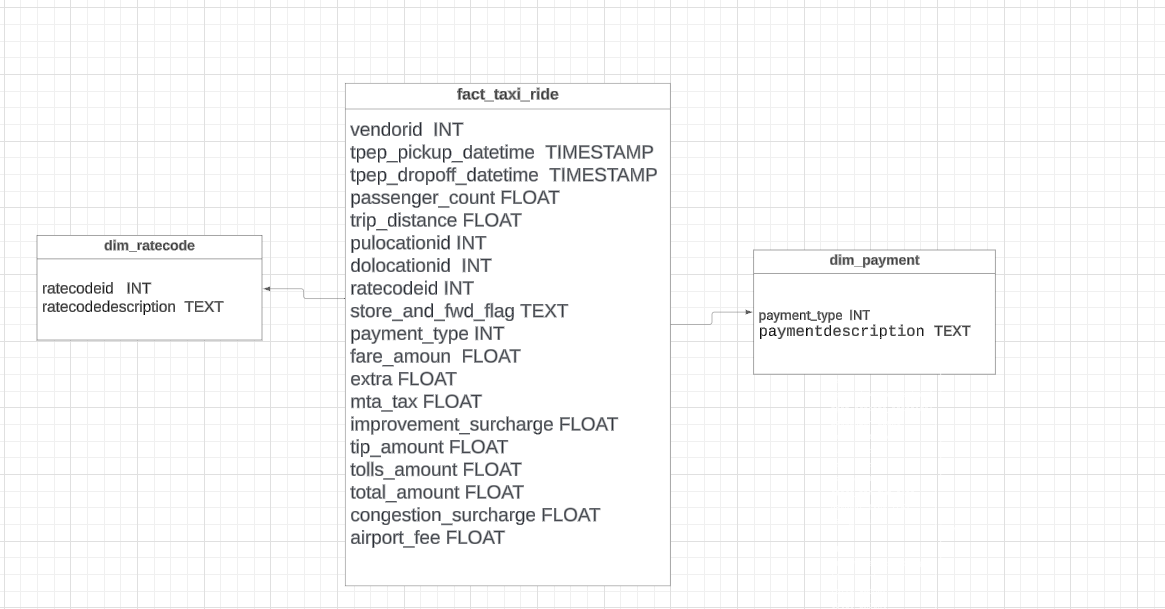 fact_taxi_ride
vendorid INT
tpep_pickup_datetime TIMESTAMP
tpep_dropoff_datetime TIMESTAMP
passenger_count FLOAT
trip_distance FLOAT
pulocationid INT
dolocationid INT
ratecodeid INT
store_and_fwd_flag TEXT
payment_type INT
fare_amoun FLOAT
extra FLOAT
mta_tax FLOAT
improvement_surcharge FLOAT
tip_amount FLOAT
tolls_amount FLOAT
total_amount FLOAT
congestion_surcharge FLOAT
airport_fee FLOAT
dim_ratecode
ratecodeid INT
ratecodedescription TEXT
dim_payment
payment_type INT
paymentdescription TEXT